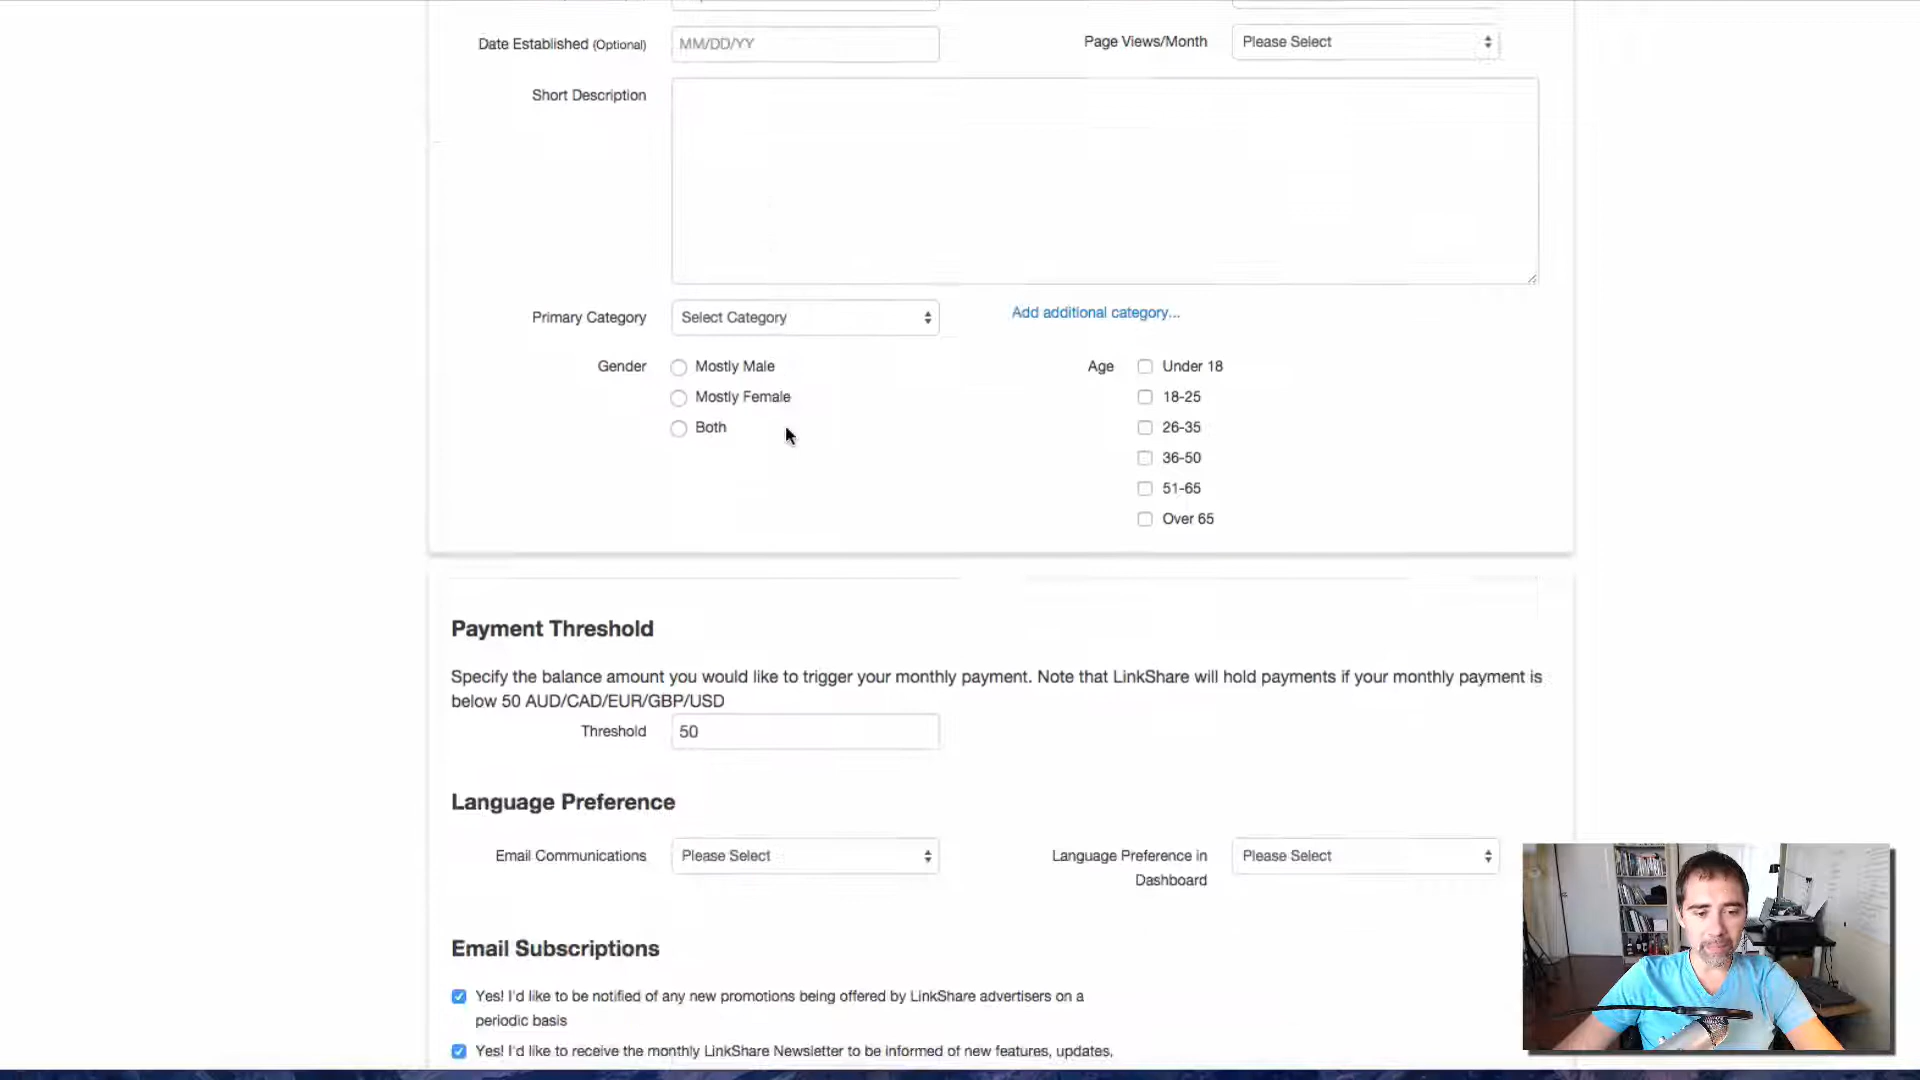 Date Established (Optional) MM/DD/YY Page Views/Month Please Select
Short Description
Primary Category Select Category Add additional category...
Gender Mostly Male Age Under 18
Mostly Female 18-25
Both 26-35
36-50
51-65
Over 65
Payment Threshold
Specify the balance amount you would like to trigger your monthly payment. Note that LinkShare will hold payments if your monthly payment is
below 50 AUD/CAD/EUR/GBP/USD
Threshold 50
Language Preference
Email Communications Please Select Language Preference in Please Select
Dashboard
Email Subscriptions
Yes! I'd like to be notified of any new promotions being offered by LinkShare advertisers on a
periodic basis
Yes! I'd like to receive the monthly LinkShare Newsletter to be informed of new features, updates,